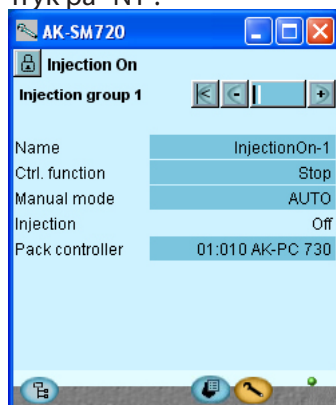 Tryk på "NY".
AK-SM720
Injection On
Injection group 1
Name InjectionOn-1
Ctrl. function Stop
Manual mode AUTO
Injection Off
Pack controller 01:010 AK-PC 730